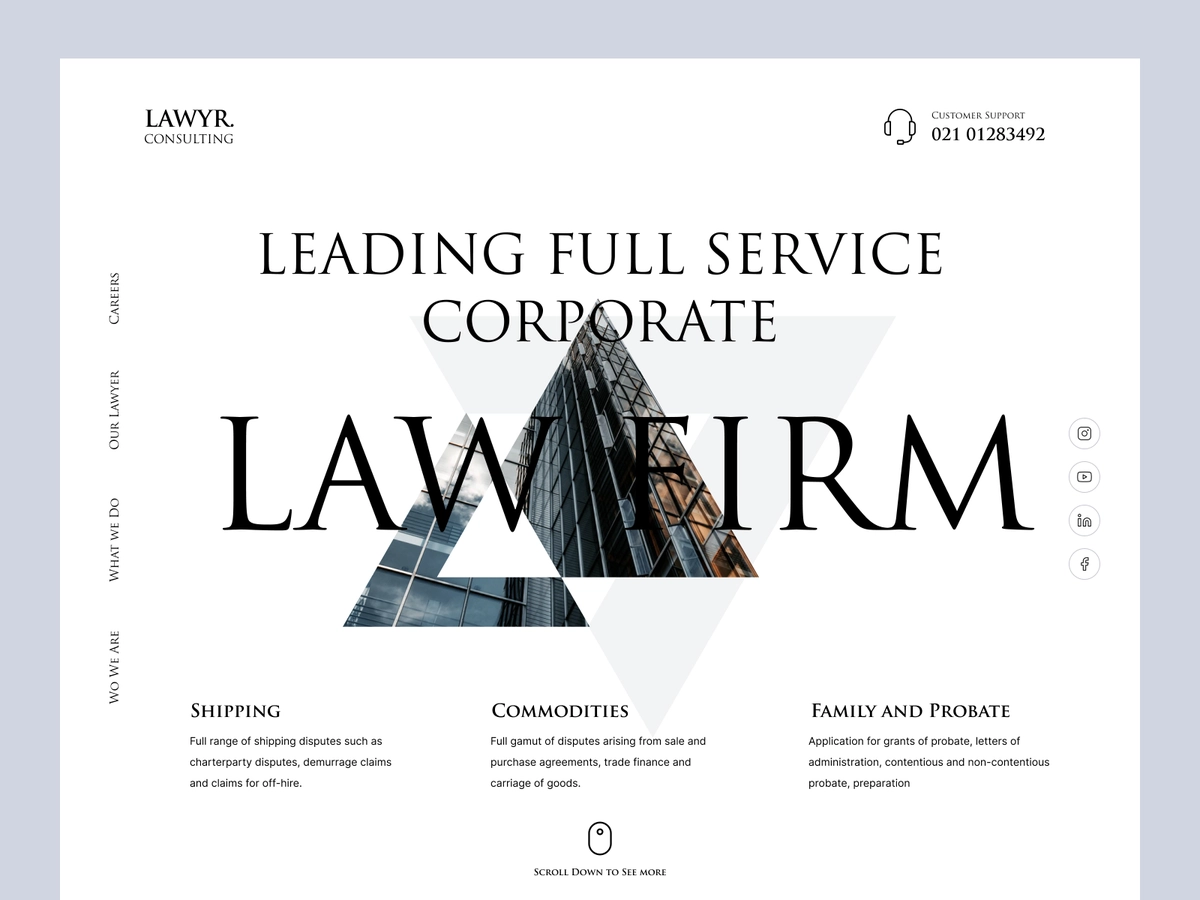 LAWYR.
CONSULTING
Customer Support
021 01283492
LEADING FULL SERVICE
CORPORATE
LAW FIRM
Careers
Our Lawyer
What we Do
Wo We Are
Shipping
Full range of shipping disputes such as
charterparty disputes, demurrage claims
and claims for off-hire.
Commodities
Full gamut of disputes arising from sale and
purchase agreements, trade finance and
carriage of goods.
Family and Probate
Application for grants of probate, letters of
administration, contentious and non-contentious
probate, preparation
Scroll Down to See more